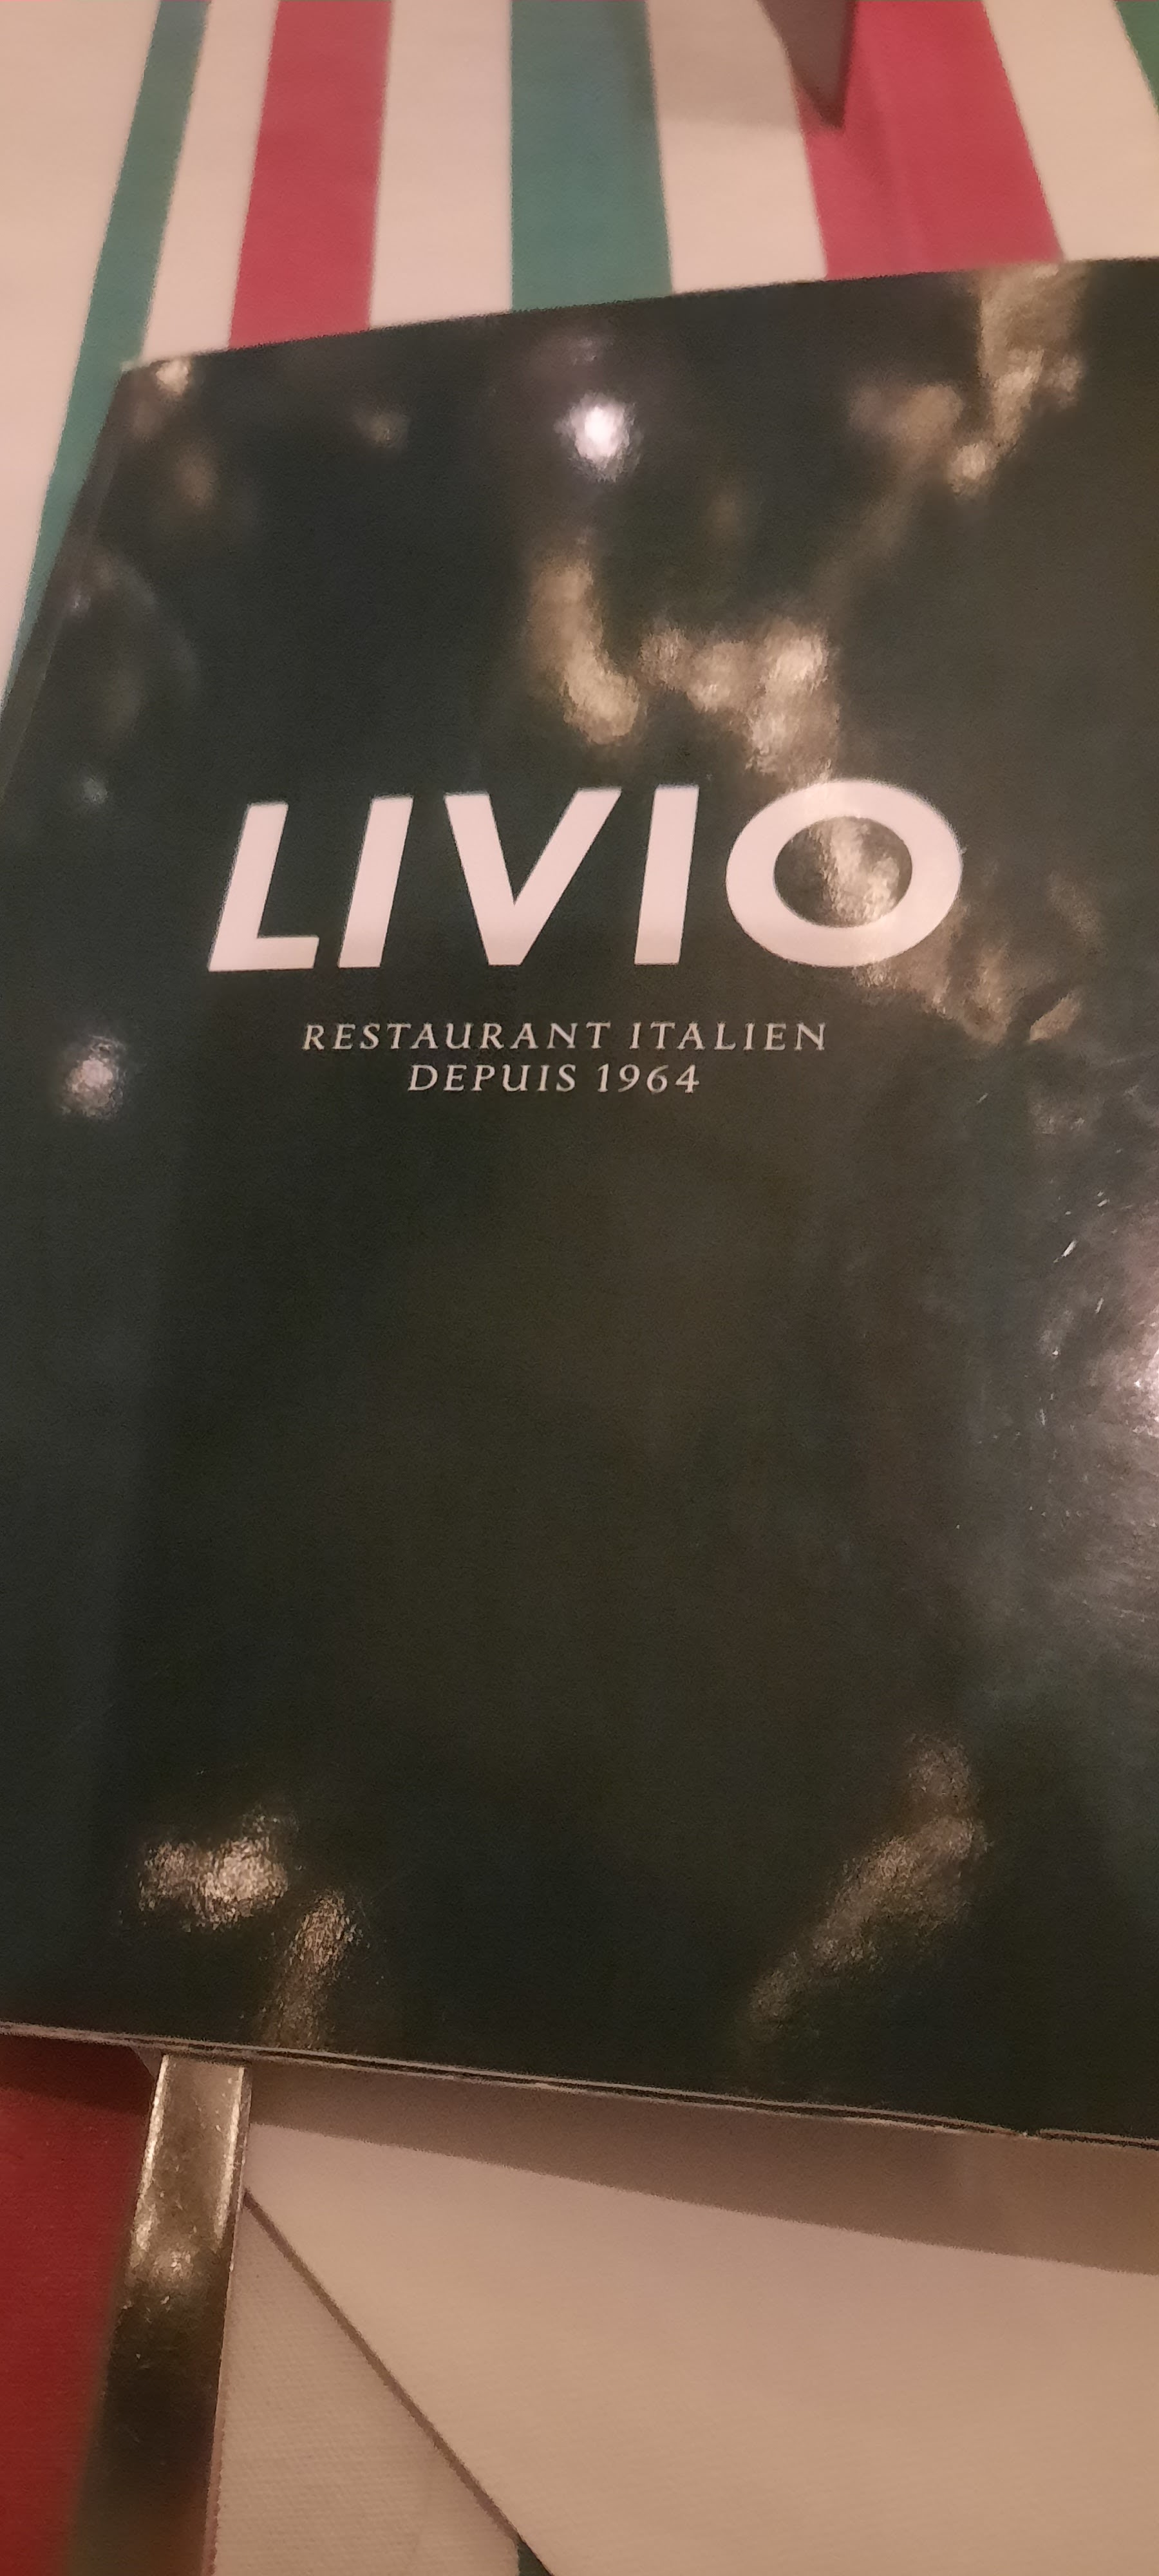 LIVIO
RESTAURANT ITALIEN
DEPUIS 1964